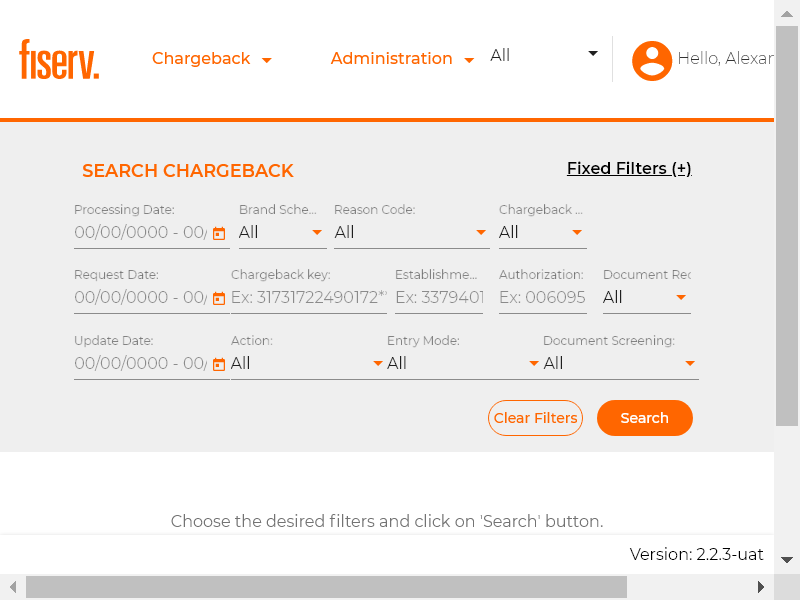 fiserv.
Chargeback
Administration
All
Hello, Alexar
SEARCH CHARGEBACK
Fixed Filters (+)
Processing Date:
Brand Sche...
Reason Code:
Chargeback ...
00/00/0000 - 00/
All
All
All
Request Date:
Chargeback key:
Establishme...
Authorization:
Document Rec
00/00/0000 - 00/
Ex: 31731722490172*'
Ex: 3379401
Ex: 006095
All
Update Date:
Action:
Entry Mode:
Document Screening:
00/00/0000 - 00/
All
All
All
Clear Filters
Search
Choose the desired filters and click on 'Search' button.
Version: 2.2.3-uat